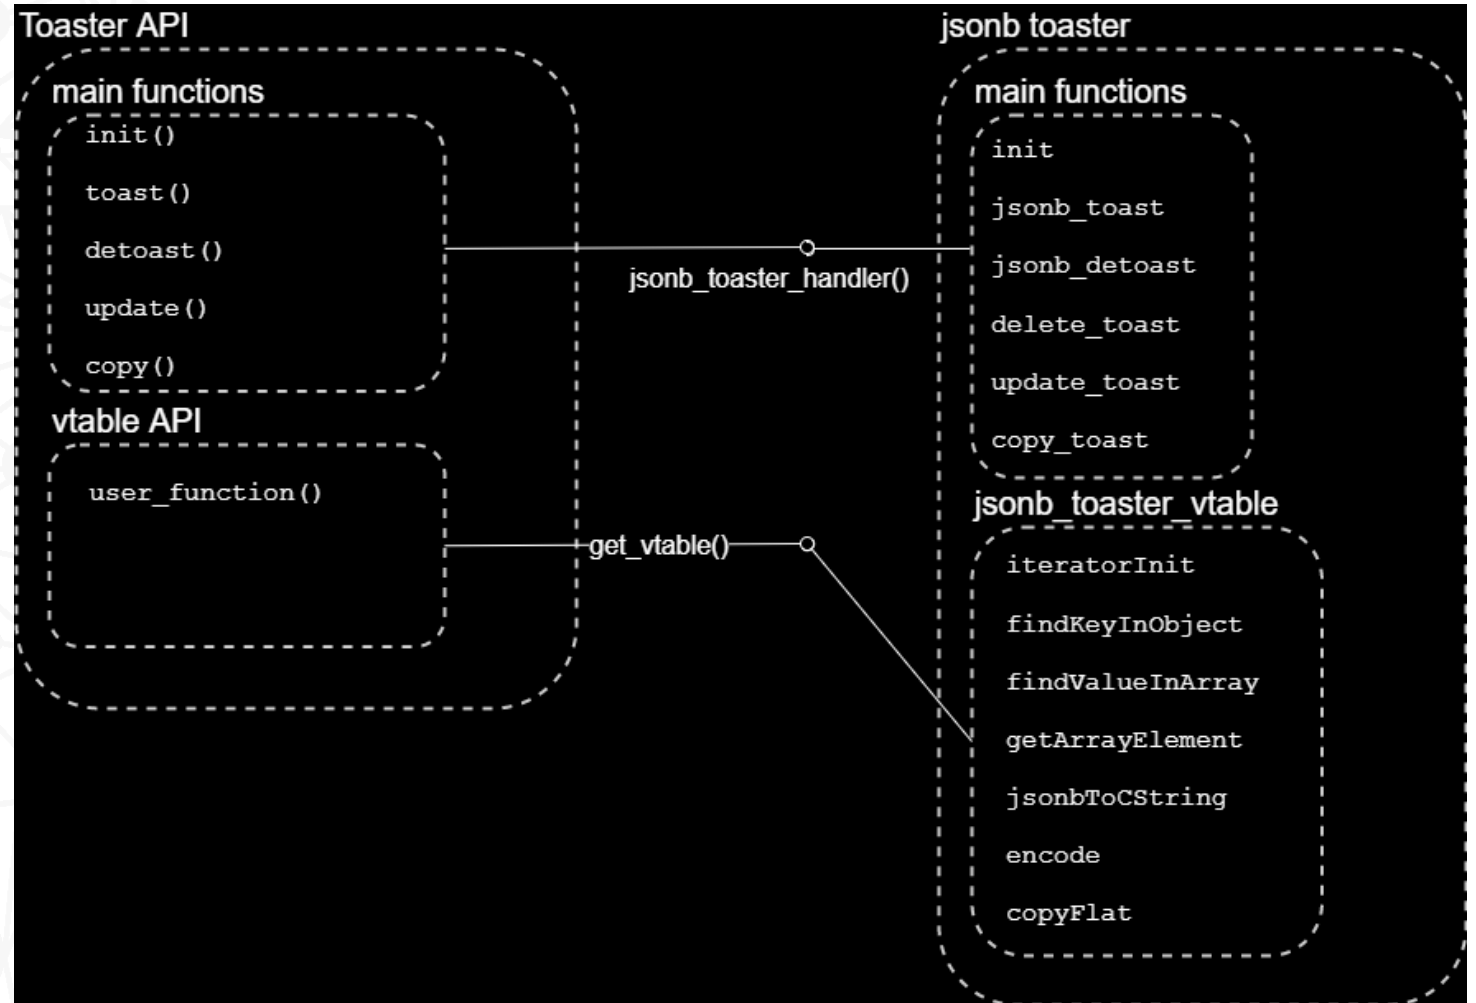 Toaster API
main functions
init()
toast()
detoast()
update()
copy()
vtable API
user_function()
jsonb_toaster_handler()
get_vtable()
jsonb toaster
main functions
init
jsonb_toast
jsonb_detoast
delete_toast
update_toast
copy_toast
jsonb_toaster_vtable
iteratorInit
findKeyInObject
findValueInArray
getArrayElement
jsonbToCString
encode
copyFlat